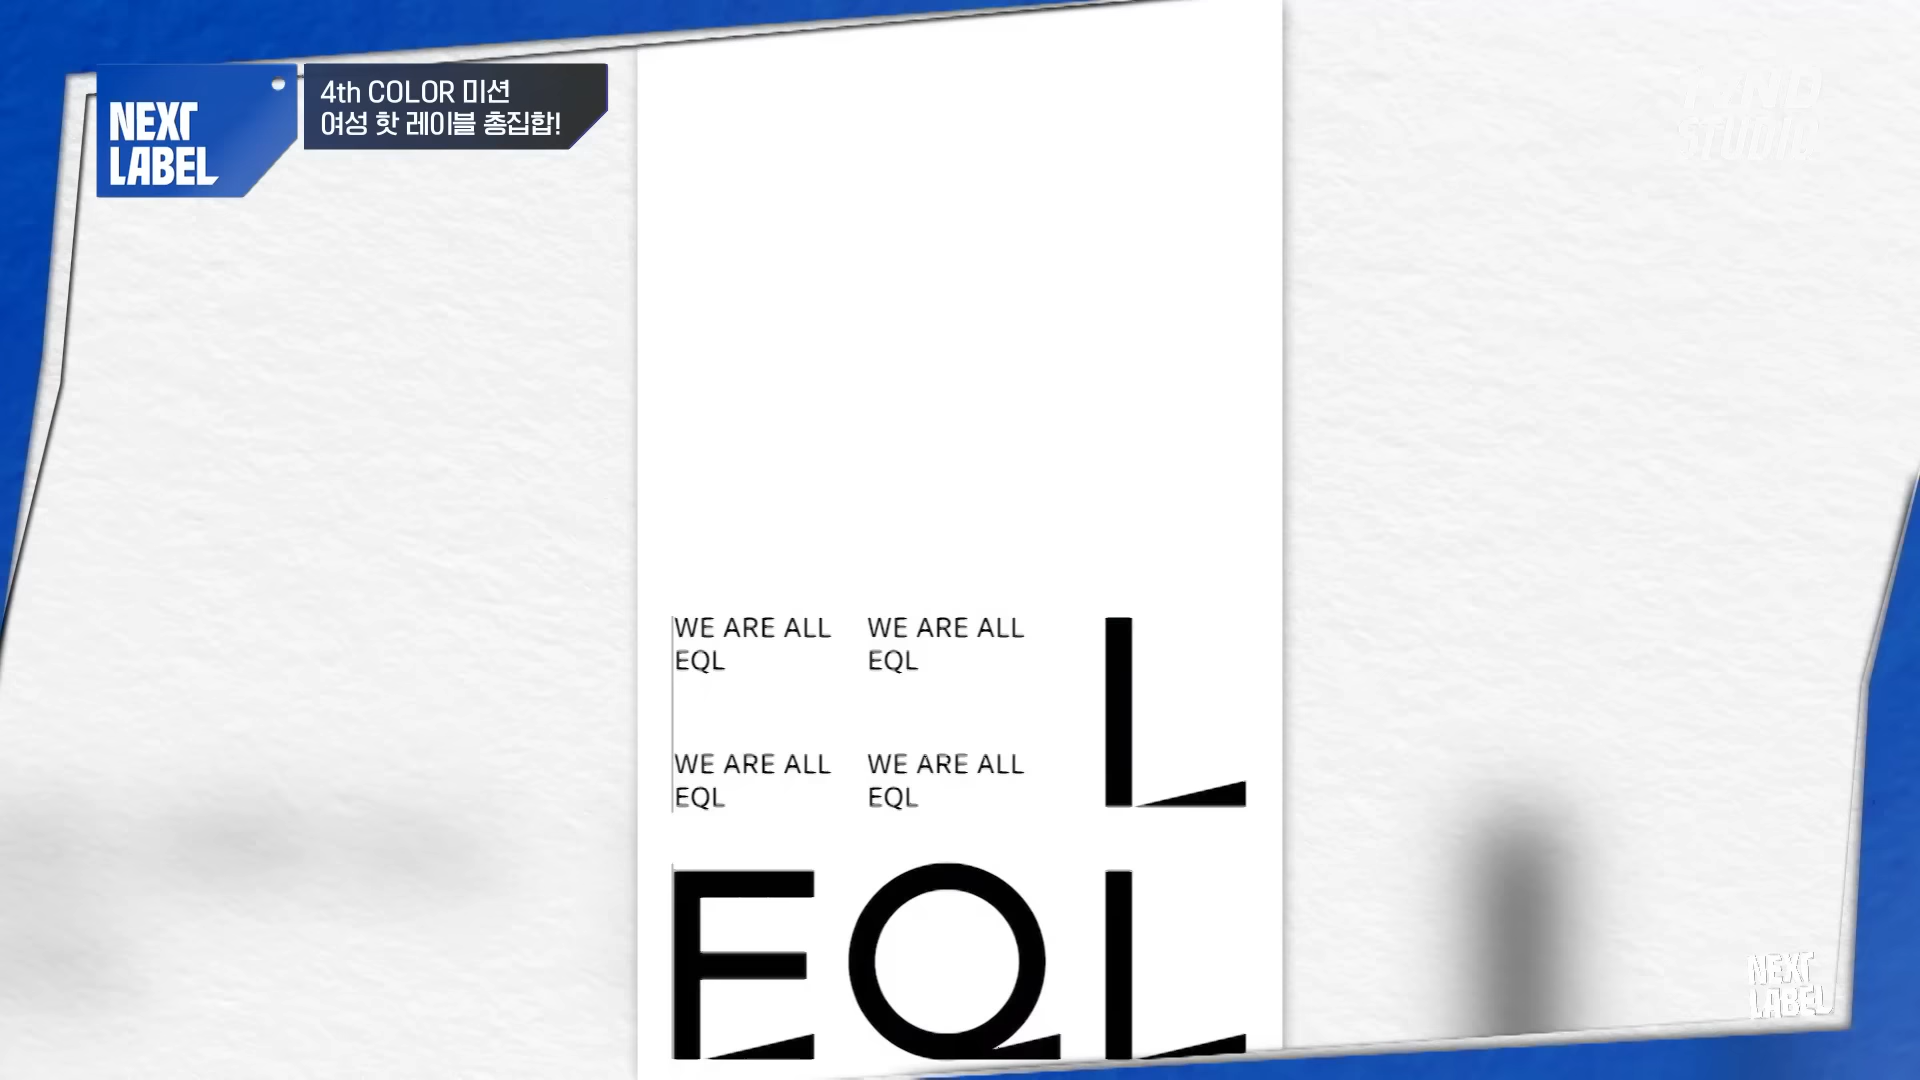 NEXT
LABEL
4th COLOR 미션
여성 핫 레이블 총집합!
STUDIO
WE ARE ALL
EQL
WE ARE ALL
EQL
WE ARE ALL
EQL
WE ARE ALL
EQL
L
EQL
NEXT
LABEL